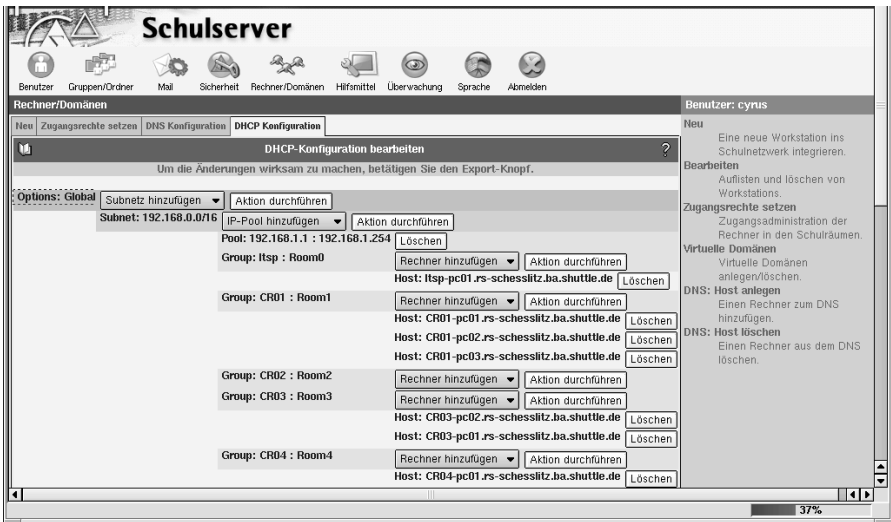 Schulserver
Benutzer Gruppen/Ordner Mail Sicherheit Rechner/Domänen Hilfsmittel Überwachung Sprache Abmelden
Rechner/Domänen
Neu Zugangsrechte setzen DNS Konfiguration DHCP Konfiguration
DHCP-Konfiguration bearbeiten ?
Um die Änderungen wirksam zu machen, betätigen Sie den Export-Knopf.
Options: Global Subnetz hinzufügen Aktion durchführen
Subnet: 192.168.0.0/16 IP-Pool hinzufügen Aktion durchführen
Pool: 192.168.1.1 : 192.168.1.254 Löschen
Group: ltsp : Room0 Rechner hinzufügen Aktion durchführen
Host: ltsp-pc01.rs-schesslitz.ba.shuttle.de Löschen
Group: CR01 : Room1 Rechner hinzufügen Aktion durchführen
Host: CR01-pc01.rs-schesslitz.ba.shuttle.de Löschen
Host: CR01-pc02.rs-schesslitz.ba.shuttle.de Löschen
Host: CR01-pc03.rs-schesslitz.ba.shuttle.de Löschen
Group: CR02 : Room2 Rechner hinzufügen Aktion durchführen
Group: CR03 : Room3 Rechner hinzufügen Aktion durchführen
Host: CR03-pc02.rs-schesslitz.ba.shuttle.de Löschen
Host: CR03-pc01.rs-schesslitz.ba.shuttle.de Löschen
Group: CR04 : Room4 Rechner hinzufügen Aktion durchführen
Host: CR04-pc01.rs-schesslitz.ba.shuttle.de Löschen
Benutzer: cyrus
Neu
Eine neue Workstation ins
Schulnetzwerk integrieren.
Bearbeiten
Auflisten und löschen von
Workstations.
Zugangsrechte setzen
Zugangsadministration der
Rechner in den Schulräumen.
Virtuelle Domänen
Virtuelle Domänen
anlegen/löschen.
DNS: Host anlegen
Einen Rechner zum DNS
hinzufügen.
DNS: Host löschen
Einen Rechner aus dem DNS
löschen.
37%